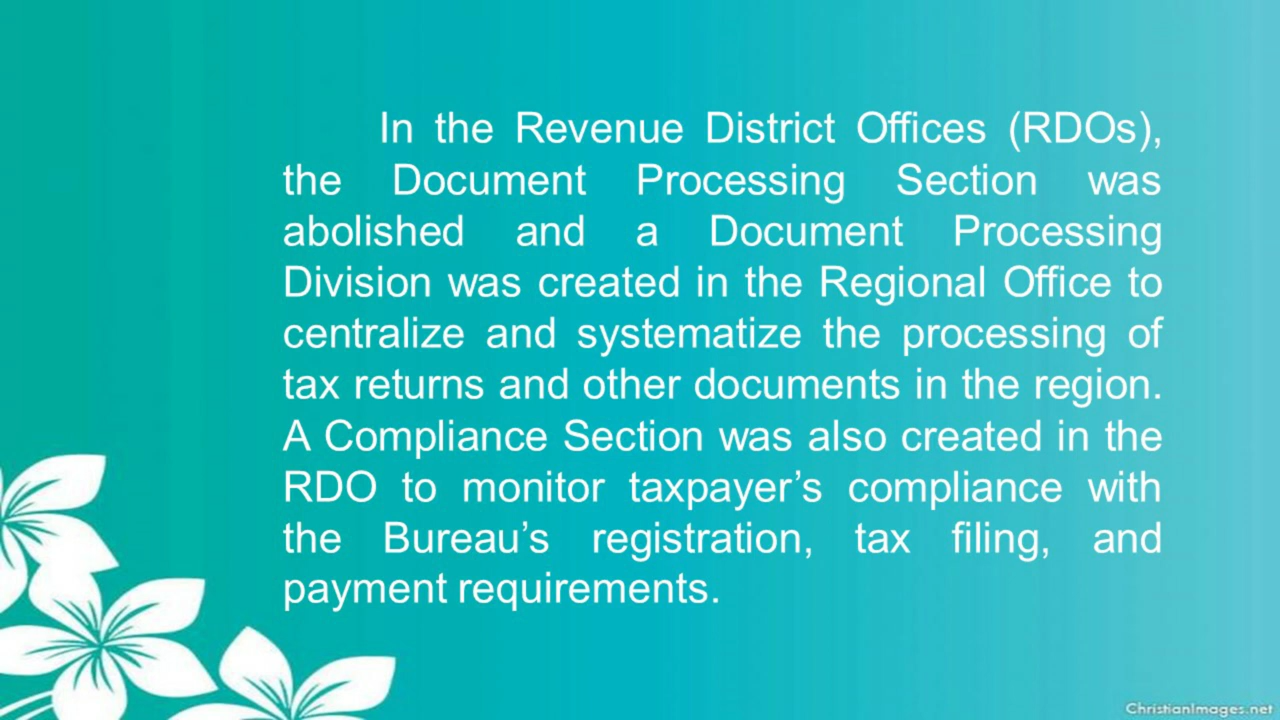 In the Revenue District Offices (RDOs),
the Document Processing Section was
abolished and a Document Processing
Division was created in the Regional Office to
centralize and systematize the processing of
tax returns and other documents in the region.
A Compliance Section was also created in the
RDO to monitor taxpayer’s compliance with
the Bureau’s registration, tax filing, and
payment requirements.
ChristianImages.net